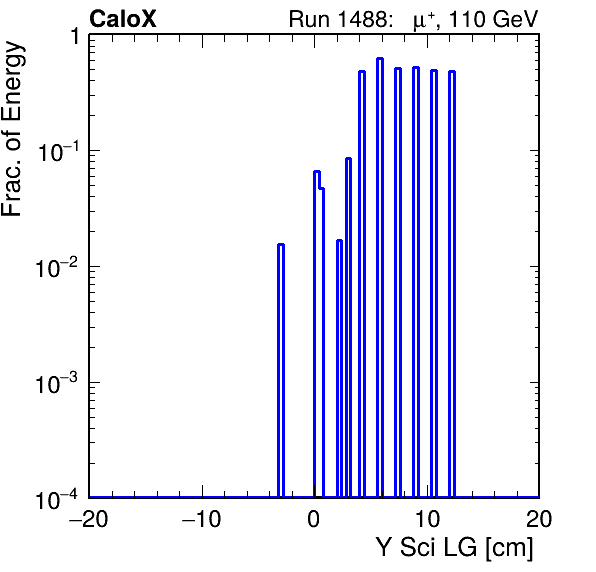 CaloX Run 1488: μ⁺, 110 GeV
Frac. of Energy
1
10⁻¹
10⁻²
10⁻³
10⁻⁴
−20 −10 0 10 20
Y Sci LG [cm]